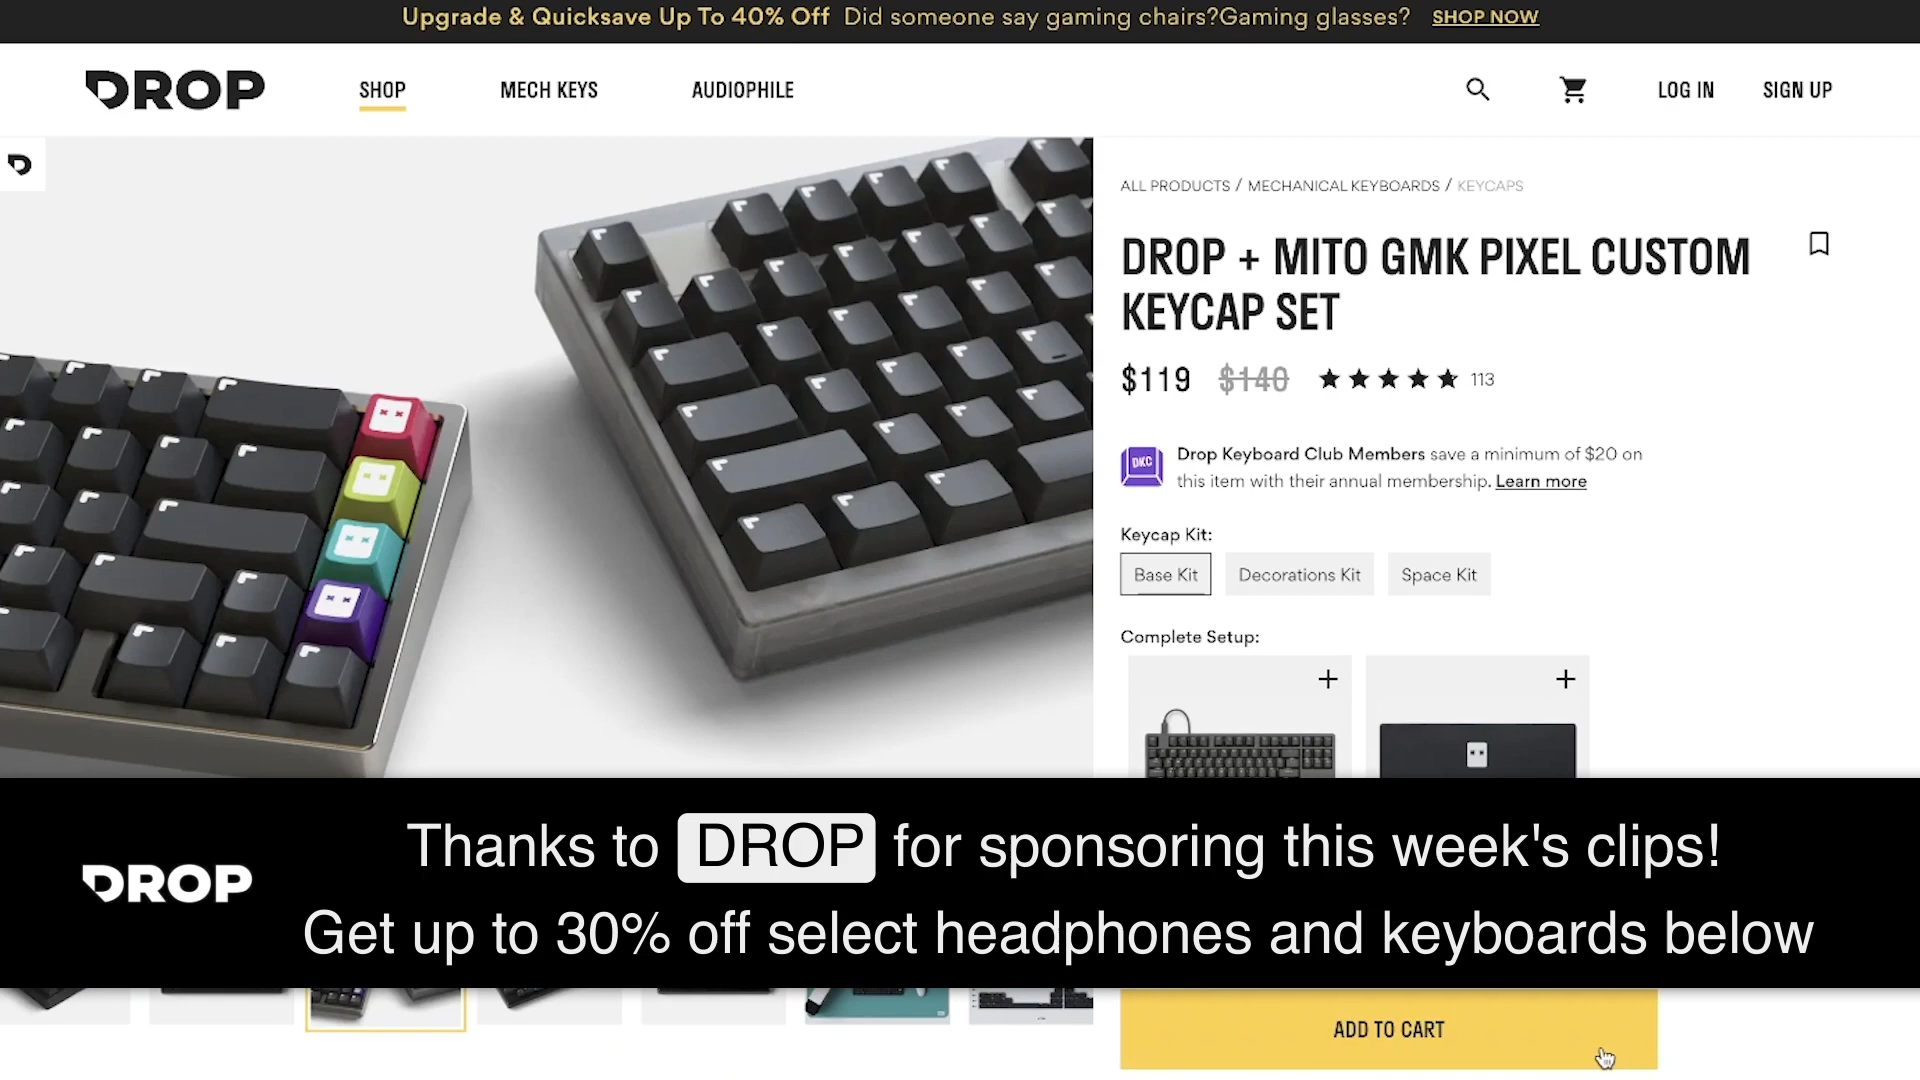 Upgrade & Quicksave Up To 40% Off Did someone say gaming chairs?Gaming glasses? SHOP NOW
DROP SHOP MECH KEYS AUDIOPHILE LOG IN SIGN UP
ALL PRODUCTS / MECHANICAL KEYBOARDS / KEYCAPS
DROP + MITO GMK PIXEL CUSTOM
KEYCAP SET
$119 $140 113
DKC
Drop Keyboard Club Members save a minimum of $20 on
this item with their annual membership. Learn more
Keycap Kit:
Base Kit Decorations Kit Space Kit
Complete Setup:
Thanks to DROP for sponsoring this week's clips!
DROP
Get up to 30% off select headphones and keyboards below
ADD TO CART